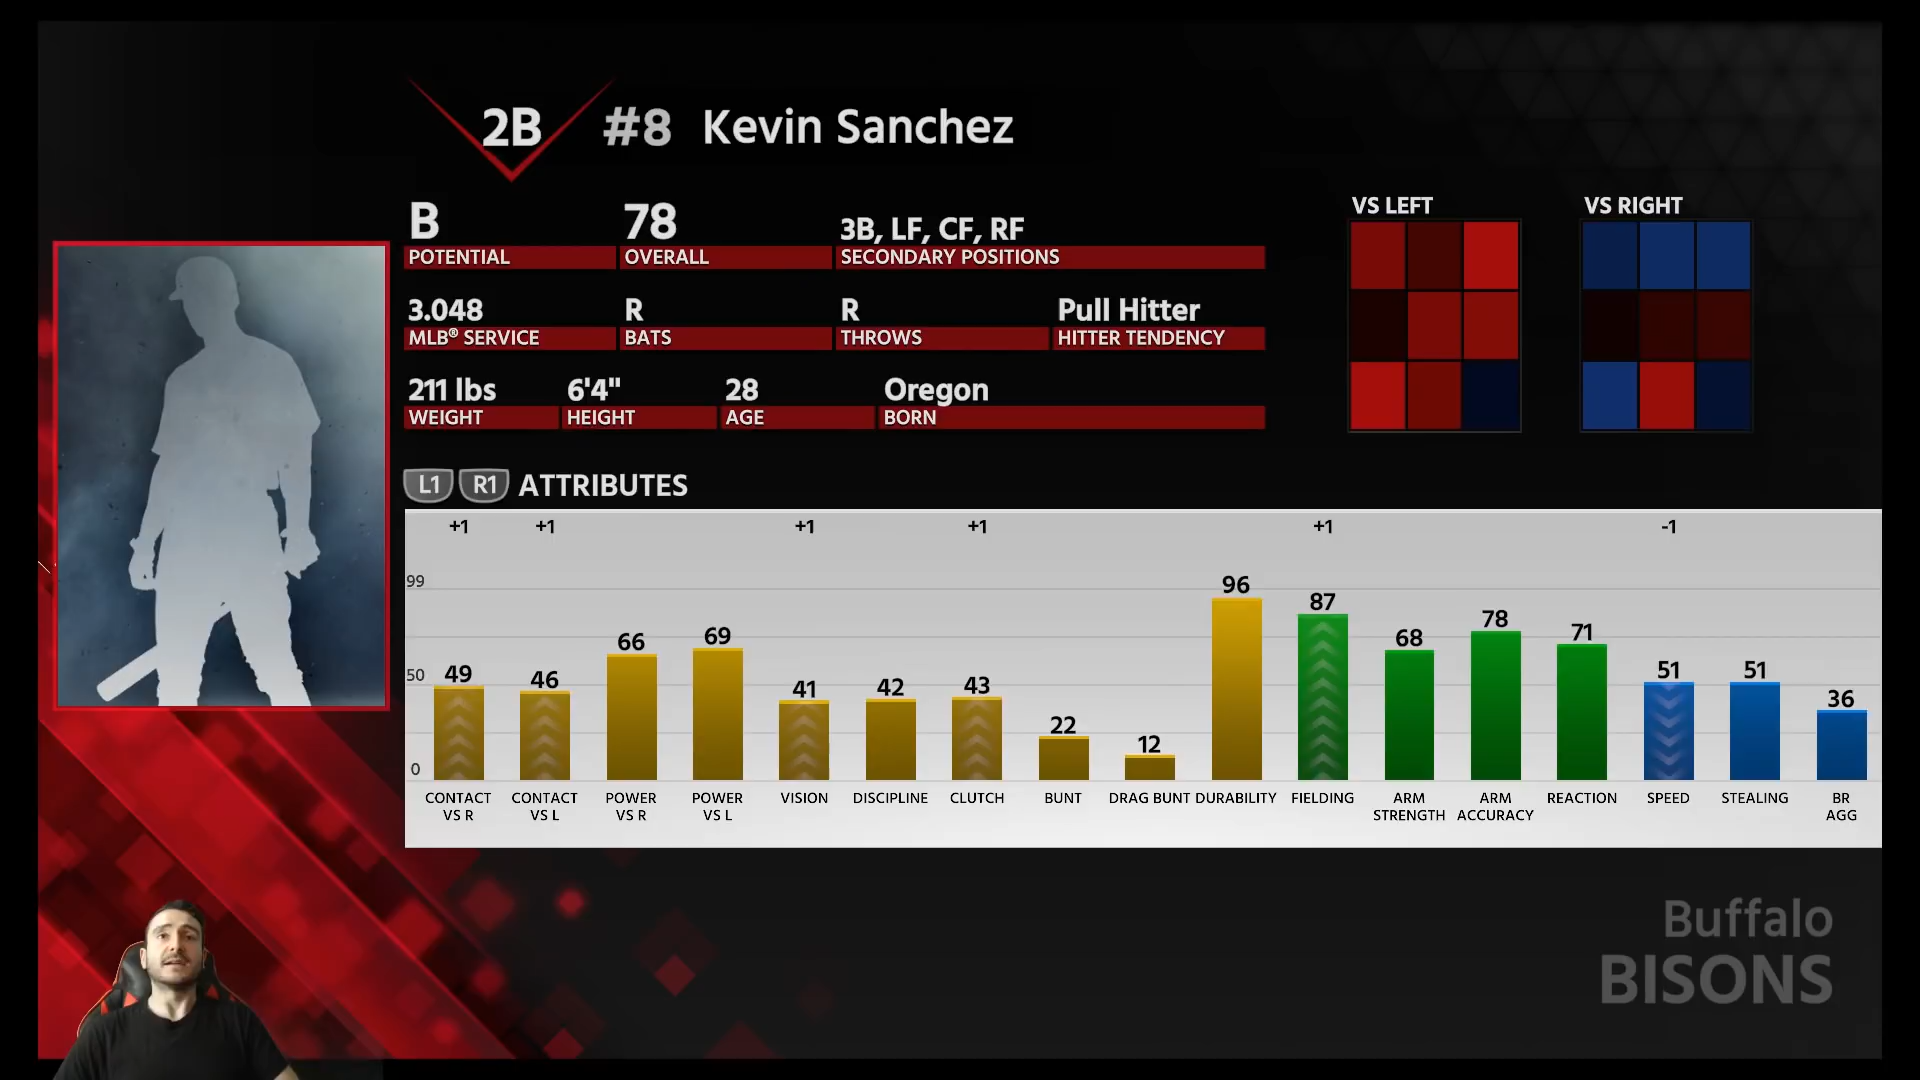 2B #8 Kevin Sanchez
B 78 3B, LF, CF, RF
POTENTIAL OVERALL SECONDARY POSITIONS
3.048 R R Pull Hitter
MLB® SERVICE BATS THROWS HITTER TENDENCY
211 lbs 6'4" 28 Oregon
WEIGHT HEIGHT AGE BORN
VS LEFT VS RIGHT
L1 R1 ATTRIBUTES
+1 +1 +1 +1 +1 -1
99
50
0
49 46 66 69 41 42 43 22 12 96 87 68 78 71 51 51 36
CONTACT VS R
CONTACT VS L
POWER VS R
POWER VS L
VISION
DISCIPLINE
CLUTCH
BUNT
DRAG BUNT
DURABILITY
FIELDING
ARM STRENGTH
ARM ACCURACY
REACTION
SPEED
STEALING
BR AGG
Buffalo
BISONS